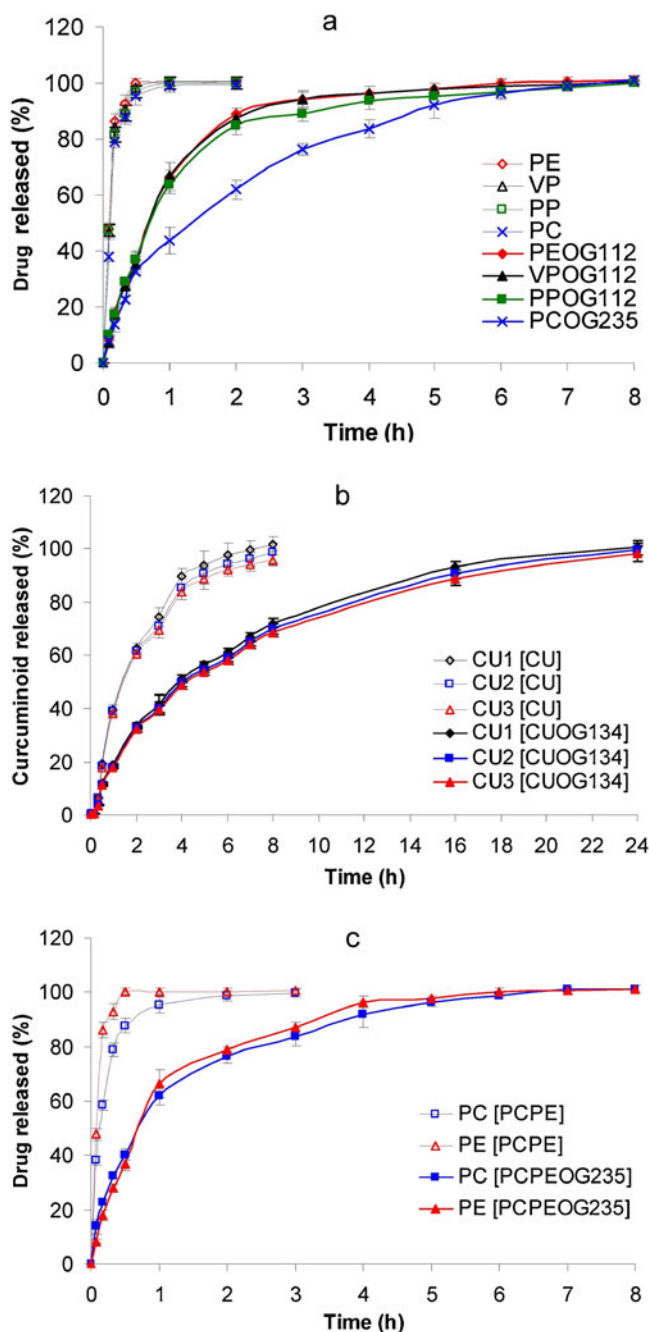 a
Drug released (%)
120
100
80
60
40
20
0
PE
VP
PP
PC
PEOG112
VPOG112
PPOG112
PCOG235
0 1 2 3 4 5 6 7 8
Time (h)
b
Curcuminoid released (%)
120
100
80
60
40
20
0
CU1 [CU]
CU2 [CU]
CU3 [CU]
CU1 [CUOG134]
CU2 [CUOG134]
CU3 [CUOG134]
0 2 4 6 8 10 12 14 16 18 20 22 24
Time (h)
c
Drug released (%)
120
100
80
60
40
20
0
PC [PCPE]
PE [PCPE]
PC [PCPEOG235]
PE [PCPEOG235]
0 1 2 3 4 5 6 7 8
Time (h)